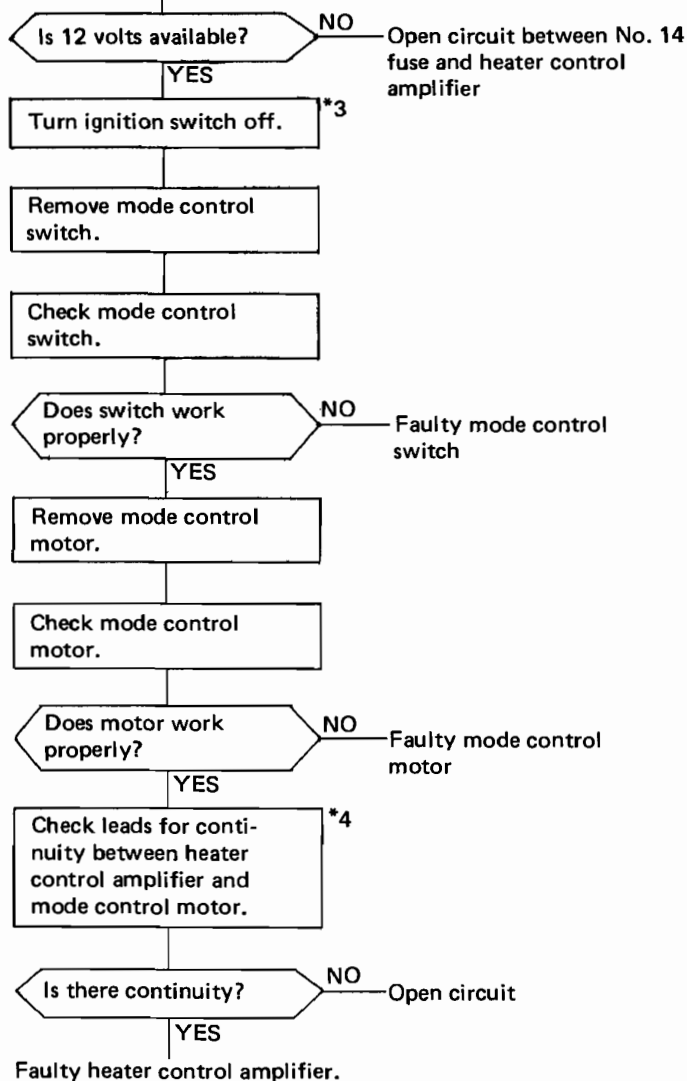 Is 12 volts available?
NO
Open circuit between No. 14
fuse and heater control
amplifier
YES
Turn ignition switch off.
*3
Remove mode control
switch.
Check mode control
switch.
Does switch work
properly?
NO
Faulty mode control
switch
YES
Remove mode control
motor.
Check mode control
motor.
Does motor work
properly?
NO
Faulty mode control
motor
YES
Check leads for conti-
nuity between heater
control amplifier and
mode control motor.
*4
Is there continuity?
NO
Open circuit
YES
Faulty heater control amplifier.